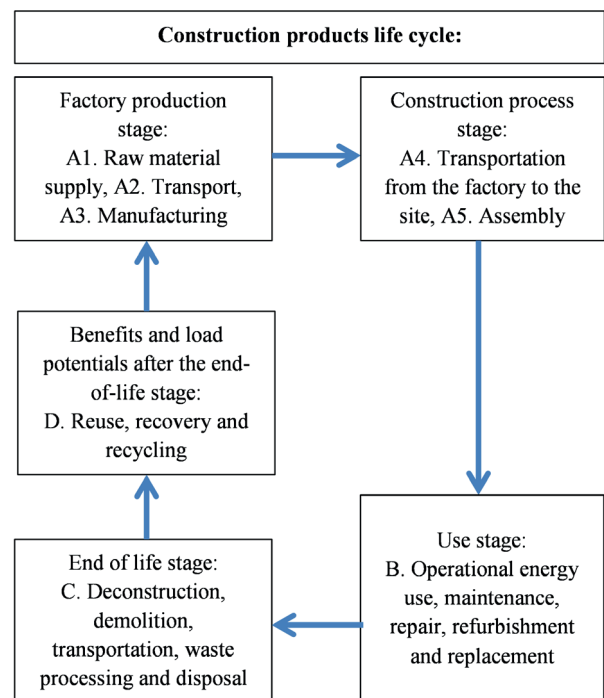 Construction products life cycle:
Factory production
stage:
A1. Raw material
supply, A2. Transport,
A3. Manufacturing
Construction process
stage:
A4. Transportation
from the factory to the
site, A5. Assembly
Benefits and load
potentials after the end-
of-life stage:
D. Reuse, recovery and
recycling
End of life stage:
C. Deconstruction,
demolition,
transportation, waste
processing and disposal
Use stage:
B. Operational energy
use, maintenance,
repair, refurbishment
and replacement